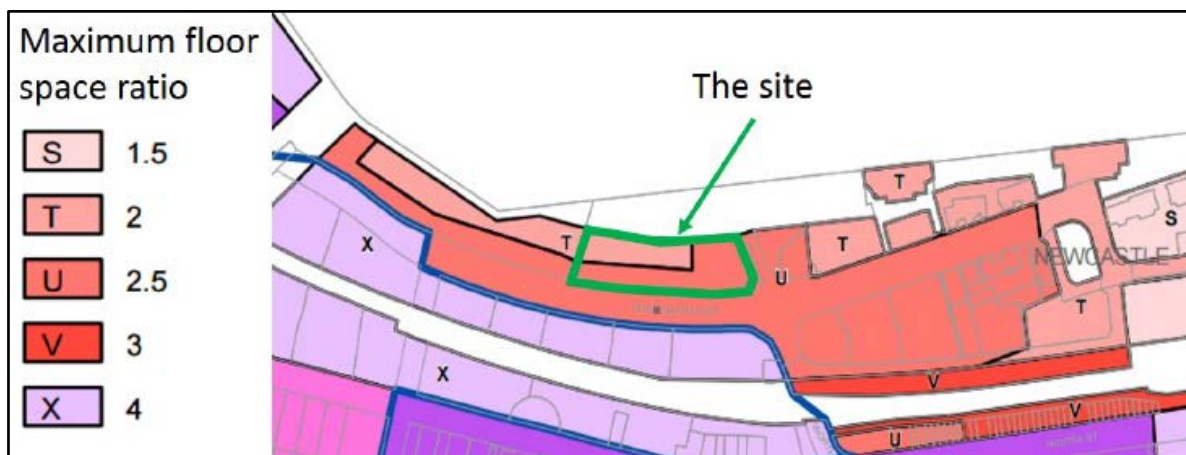 Maximum floor
space ratio
S 1.5
T 2
U 2.5
V 3
X 4
The site
T
S
T
T
X
U
NEWCASTLE
T
X
V
V
U